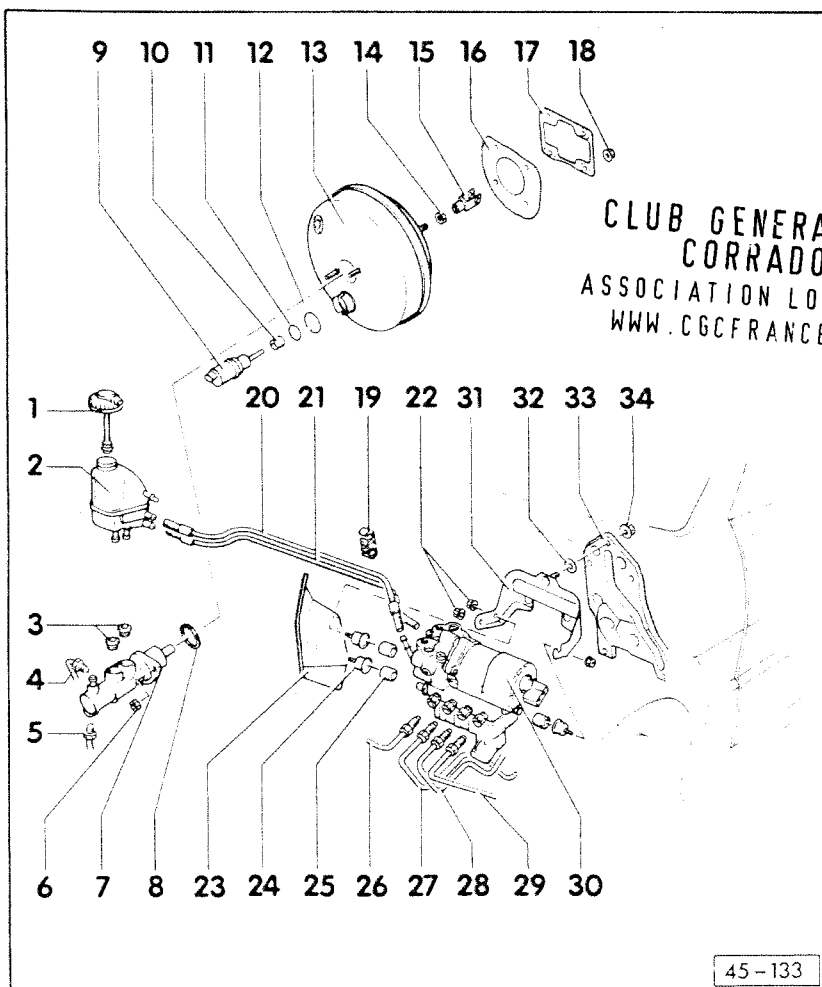 9 10 11 12 13 14 15 16 17 18
CLUB GENERA
CORRADO
ASSOCIATION LO
WWW.CGCFRANCE
1 20 21 19 22 31 32 33 34
2
3
4
5
6 7 8 23 24 25 26 27 28 29 30
45-133